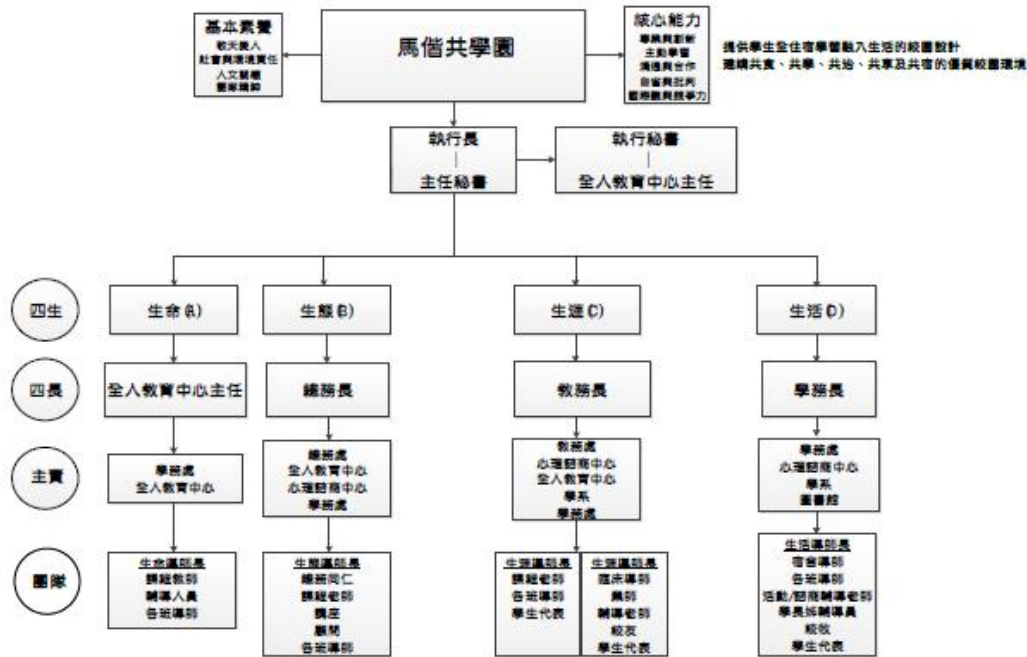 基本素養
敬天愛人
社會與環境責任
人文關懷
團隊精神
馬偕共學園
核心能力
專業與創新
主動學習
溝通與合作
自省與批判
國際觀與競爭力
提供學生全住宿學習融入生活的校園設計
建構共食、共學、共治、共享及共宿的優質校園環境
執行長
|
主任秘書
執行秘書
|
全人教育中心主任
四生
生命(A)
生態(B)
生涯(C)
生活(D)
四長
全人教育中心主任
總務長
教務長
學務長
主責
學務處
全人教育中心
總務處
全人教育中心
心理諮商中心
學務處
教務處
心理諮商中心
全人教育中心
學系
學務處
學務處
心理諮商中心
學系
圖書館
團隊
生命導師長
課程教師
輔導人員
各班導師
生態導師長
總務同仁
課程老師
講座
顧問
各班導師
生涯導師長
課程老師
各班導師
學生代表
生涯導師長
臨床導師
業師
輔導老師
校友
學生代表
生活導師長
宿舍導師
各班導師
活動/諮商輔導老師
學長姊輔導員
校牧
學生代表